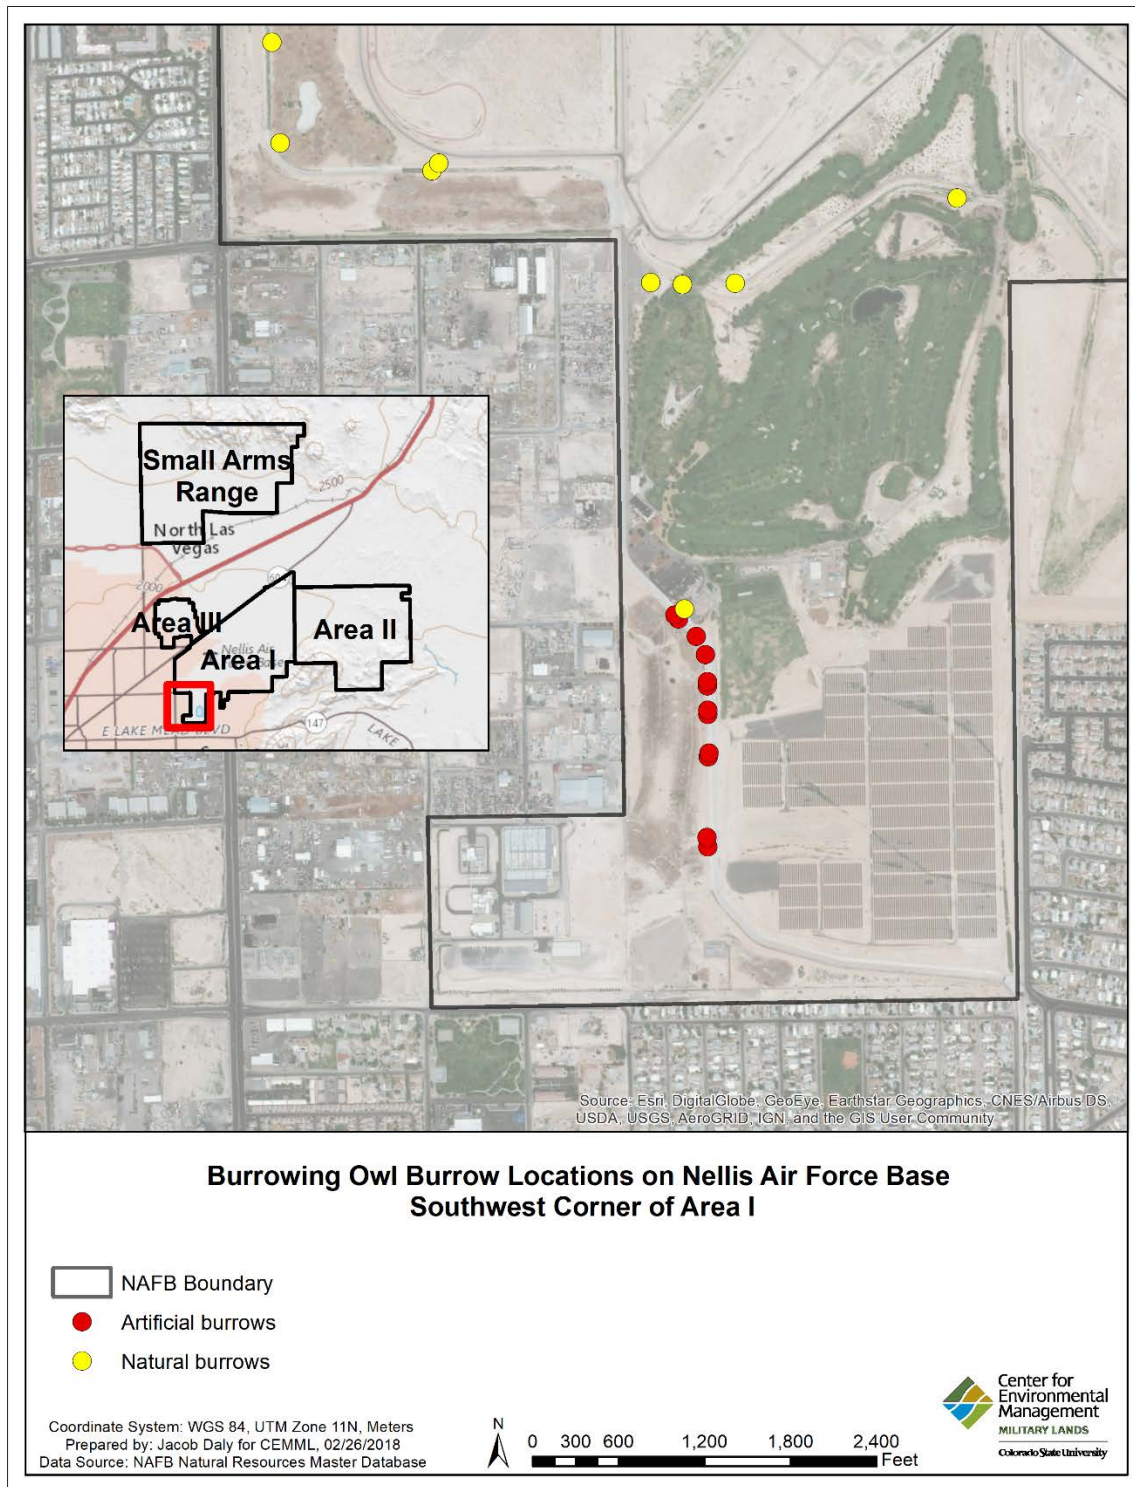 Small Arms
Range
2500
North Las
Vegas
2000
604
Area III
Area II
Nellis Air
Area I
Base
147
E LAKE MEAD BLVD
LAKE
Source: Esri, DigitalGlobe, GeoEye, Earthstar Geographics, CNES/Airbus DS,
USDA, USGS, AeroGRID, IGN, and the GIS User Community
Burrowing Owl Burrow Locations on Nellis Air Force Base
Southwest Corner of Area I
NAFB Boundary
Artificial burrows
Natural burrows
Coordinate System: WGS 84, UTM Zone 11N, Meters
Prepared by: Jacob Daly for CEMML, 02/26/2018
Data Source: NAFB Natural Resources Master Database
N
0 300 600 1,200 1,800 2,400
Feet
Center for
Environmental
Management
MILITARY LANDS
Colorado State University